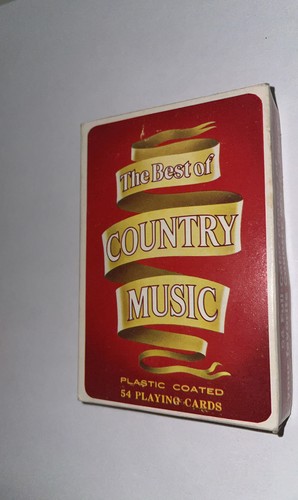 The Best of
COUNTRY
MUSIC
PLASTIC COATED
54 PLAYING CARDS